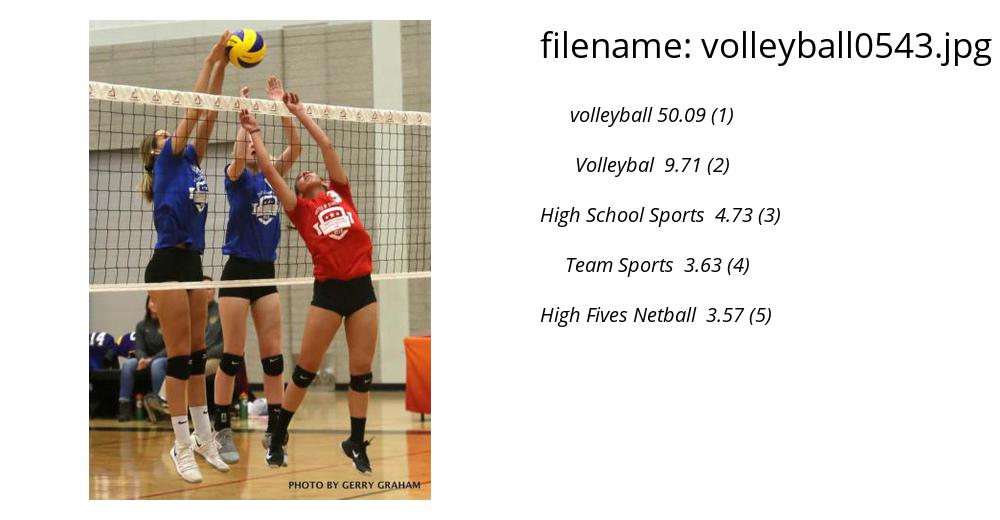 filename: volleyball0543.jpg
volleyball 50.09 (1)
Volleybal 9.71 (2)
High School Sports 4.73 (3)
Team Sports 3.63 (4)
High Fives Netball 3.57 (5)
14
PHOTO BY GERRY GRAHAM